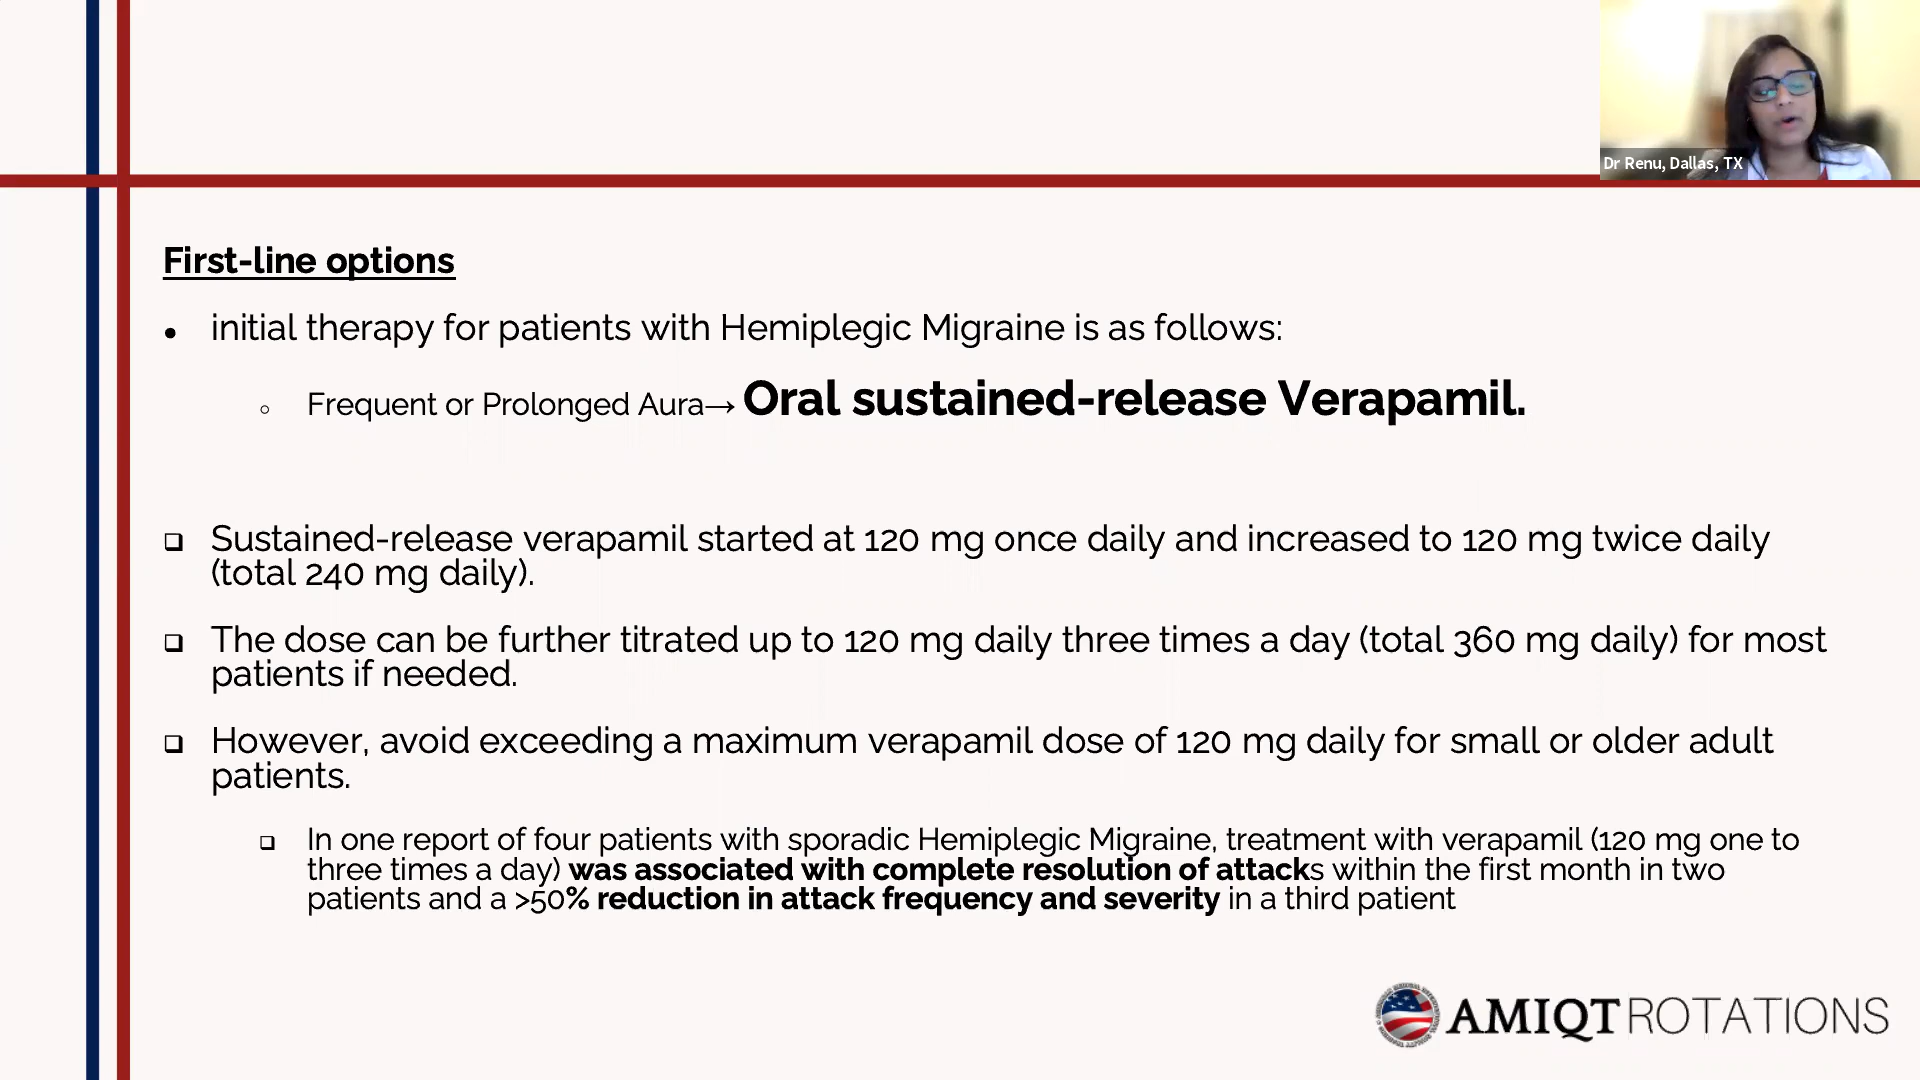 Dr Renu, Dallas, TX
First-line options
● initial therapy for patients with Hemiplegic Migraine is as follows:
○ Frequent or Prolonged Aura→ Oral sustained-release Verapamil.
❑ Sustained-release verapamil started at 120 mg once daily and increased to 120 mg twice daily
(total 240 mg daily).
❑ The dose can be further titrated up to 120 mg daily three times a day (total 360 mg daily) for most
patients if needed.
❑ However, avoid exceeding a maximum verapamil dose of 120 mg daily for small or older adult
patients.
❑ In one report of four patients with sporadic Hemiplegic Migraine, treatment with verapamil (120 mg one to
three times a day) was associated with complete resolution of attacks within the first month in two
patients and a >50% reduction in attack frequency and severity in a third patient
AMIQT ROTATIONS